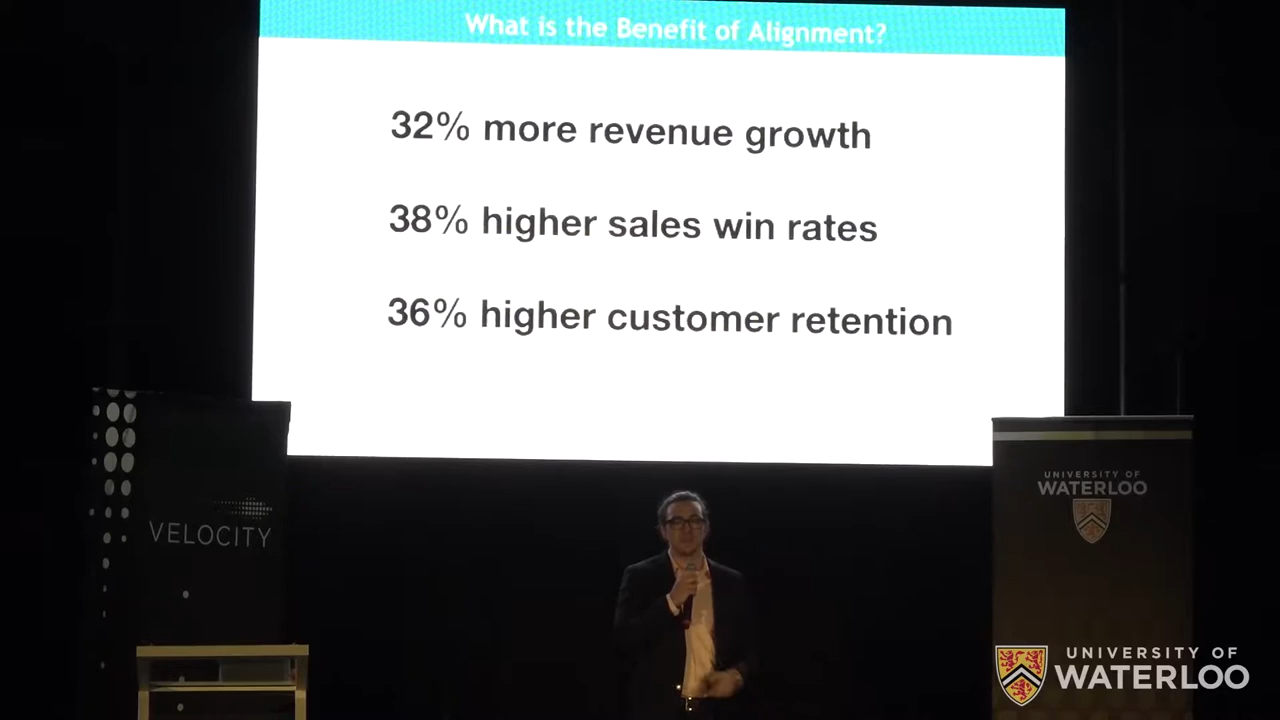 What is the Benefit of Alignment?
32% more revenue growth
38% higher sales win rates
36% higher customer retention
VELOCITY
UNIVERSITY OF
WATERLOO
UNIVERSITY OF
WATERLOO